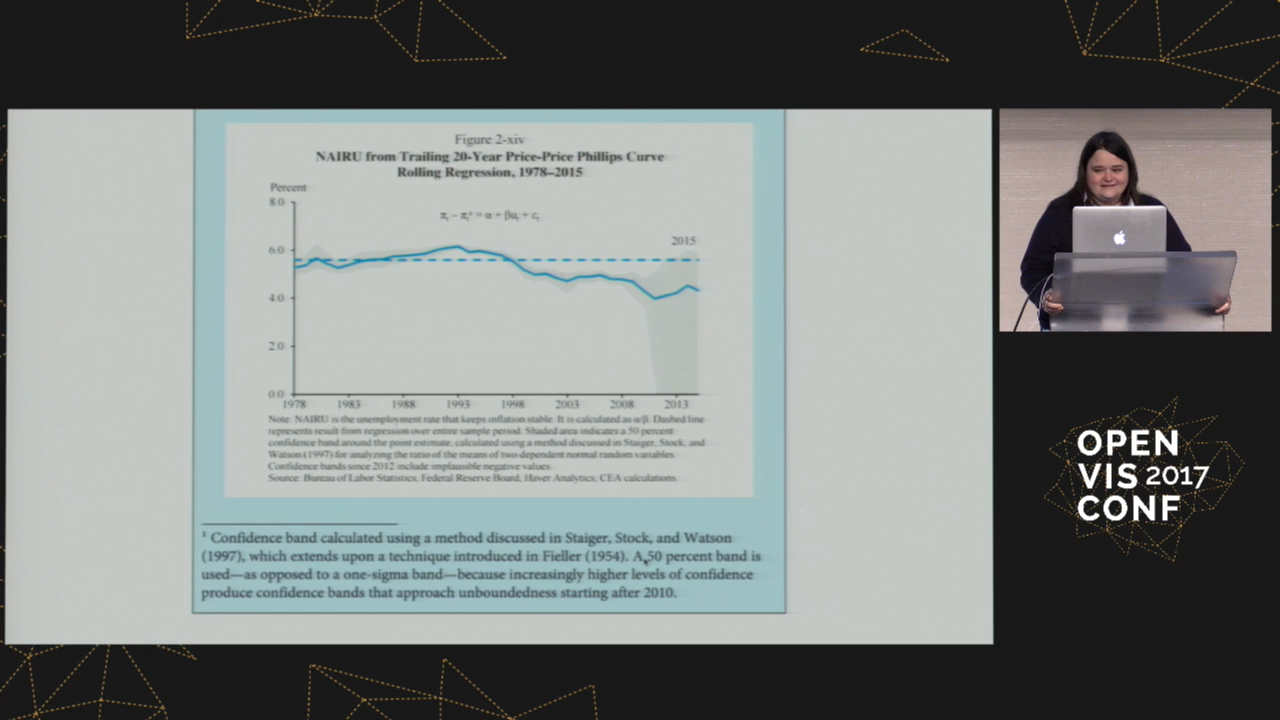 Figure 2-xiv
NAIRU from Trailing 20-Year Price-Price Phillips Curve
Rolling Regression, 1978–2015
Percent
8.0
πt – πtᵉ = α + βut + εt
2015
6.0
4.0
2.0
0.0
1978 1983 1988 1993 1998 2003 2008 2013
Note: NAIRU is the unemployment rate that keeps inflation stable. It is calculated as α/β. Dashed line
represents result from regression over entire sample period. Shaded area indicates a 50 percent
confidence band around the point estimate, calculated using a method discussed in Staiger, Stock, and
Watson (1997) for analyzing the ratio of the means of two dependent normal random variables.
Confidence bands since 2012 include implausible negative values.
Source: Bureau of Labor Statistics, Federal Reserve Board, Haver Analytics, CEA calculations.
¹ Confidence band calculated using a method discussed in Staiger, Stock, and Watson
(1997), which extends upon a technique introduced in Fieller (1954). A 50 percent band is
used—as opposed to a one-sigma band—because increasingly higher levels of confidence
produce confidence bands that approach unboundedness starting after 2010.
OPEN
VIS 2017
CONF